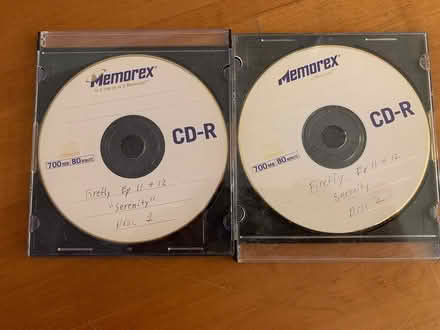 Memorex
CD-R
700MB 80MIN
Firefly Ep 11 + 12
"Serenity"
Disc 1
Memorex
CD-R
700MB 80MIN
Firefly Ep 11 + 12
Serenity
Disc 2